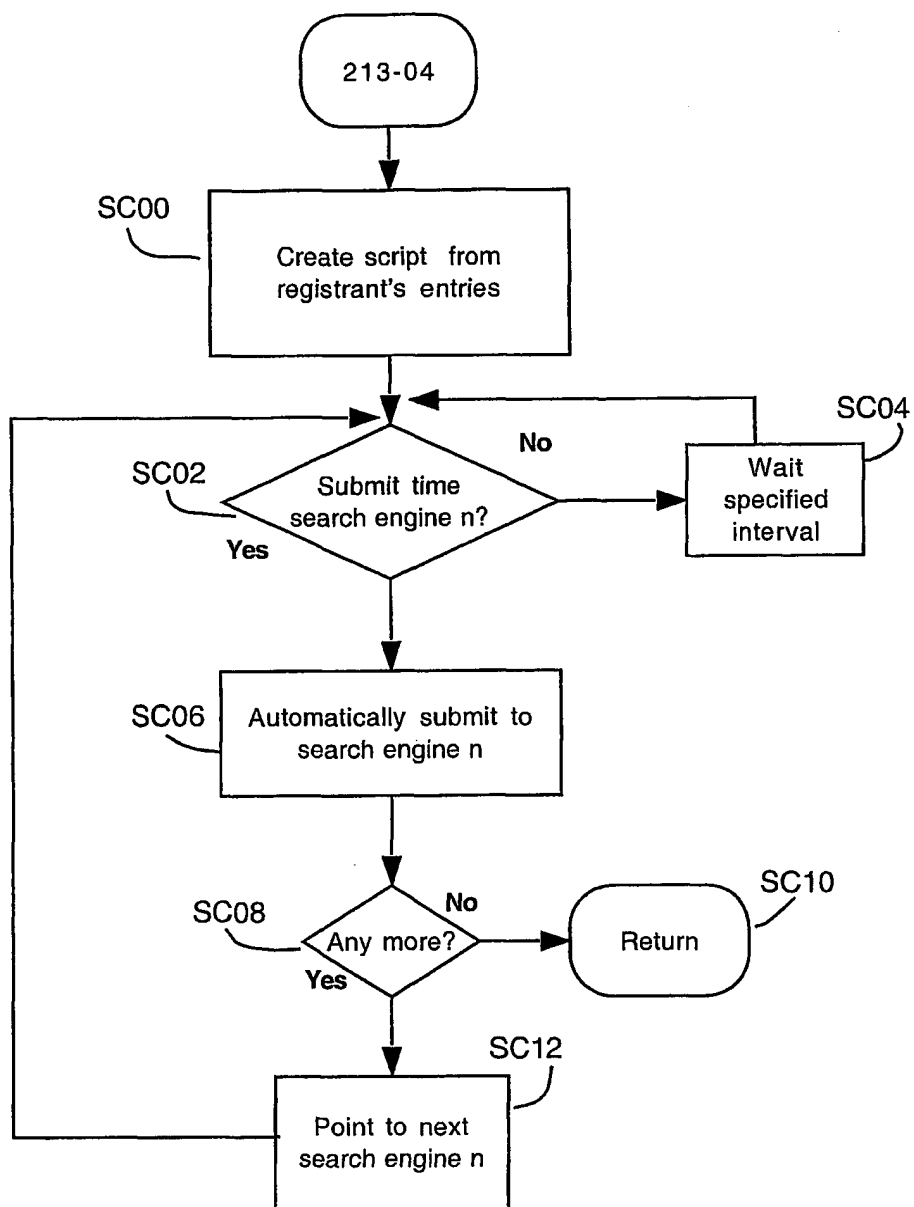 213-04
SC00
Create script from
registrant's entries
SC04
No
SC02
Submit time
search engine n?
Wait
specified
interval
Yes
SC06
Automatically submit to
search engine n
SC10
No
SC08
Any more?
Return
Yes
SC12
Point to next
search engine n